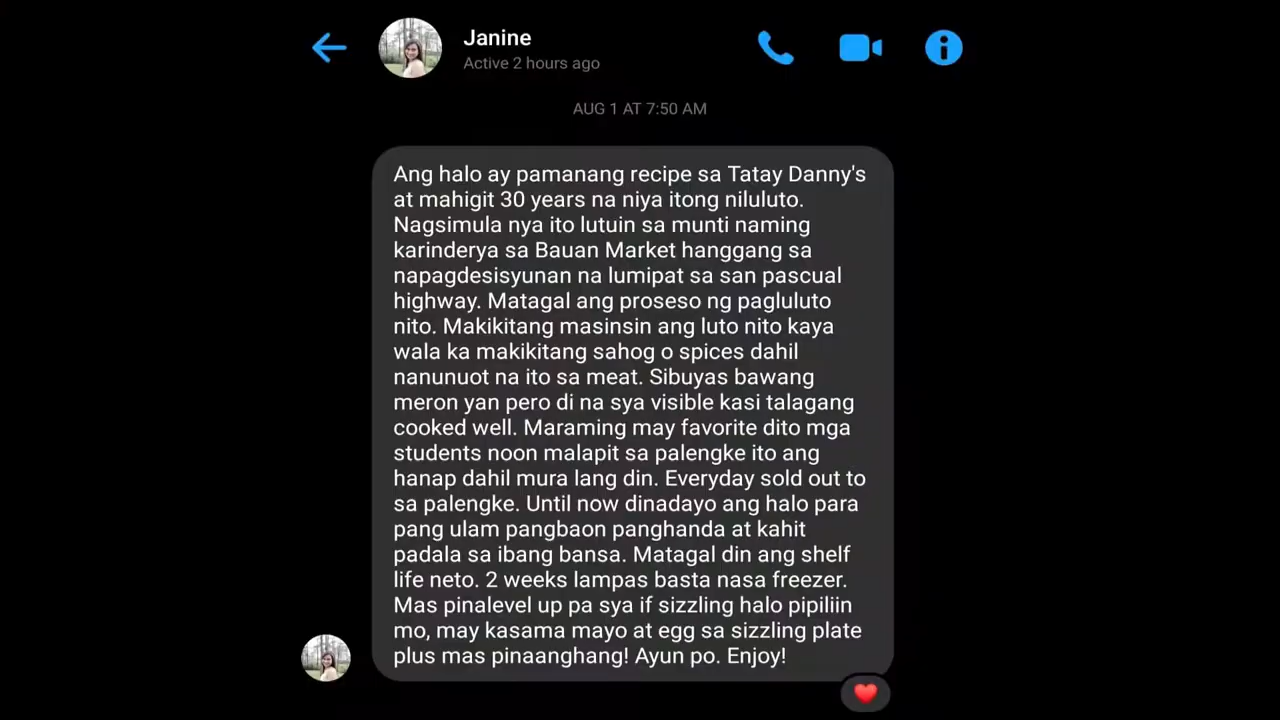 Janine
Active 2 hours ago
AUG 1 AT 7:50 AM
Ang halo ay pamanang recipe sa Tatay Danny's
at mahigit 30 years na niya itong niluluto.
Nagsimula nya ito lutuin sa munti naming
karinderya sa Bauan Market hanggang sa
napagdesisyunan na lumipat sa san pascual
highway. Matagal ang proseso ng pagluluto
nito. Makikitang masinsin ang luto nito kaya
wala ka makikitang sahog o spices dahil
nanunuot na ito sa meat. Sibuyas bawang
meron yan pero di na sya visible kasi talagang
cooked well. Maraming may favorite dito mga
students noon malapit sa palengke ito ang
hanap dahil mura lang din. Everyday sold out to
sa palengke. Until now dinadayo ang halo para
pang ulam pangbaon panghanda at kahit
padala sa ibang bansa. Matagal din ang shelf
life neto. 2 weeks lampas basta nasa freezer.
Mas pinalevel up pa sya if sizzling halo pipiliin
mo, may kasama mayo at egg sa sizzling plate
plus mas pinaanghang! Ayun po. Enjoy!